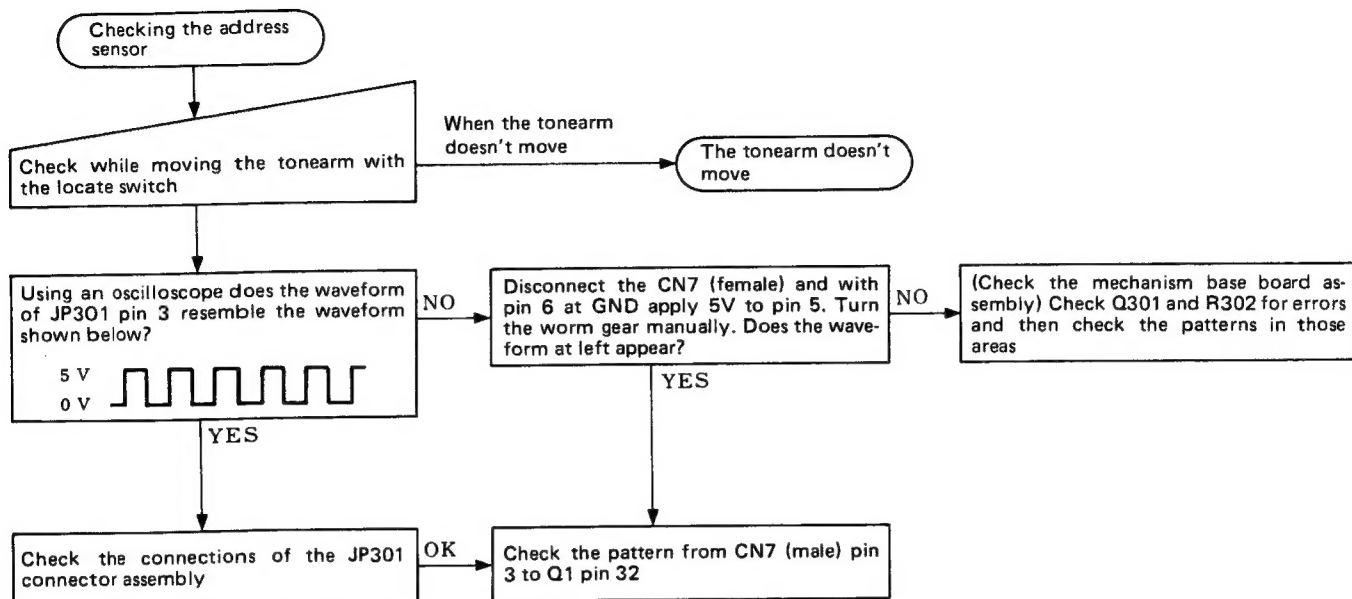 Checking the address
sensor
When the tonearm
doesn't move
The tonearm doesn't
move
Check while moving the tonearm with
the locate switch
Using an oscilloscope does the waveform
of JP301 pin 3 resemble the waveform
shown below?
5 V
0 V
NO
Disconnect the CN7 (female) and with
pin 6 at GND apply 5V to pin 5. Turn
the worm gear manually. Does the wave-
form at left appear?
NO
(Check the mechanism base board as-
sembly) Check Q301 and R302 for errors
and then check the patterns in those
areas
YES
YES
Check the connections of the JP301
connector assembly
OK
Check the pattern from CN7 (male) pin
3 to Q1 pin 32